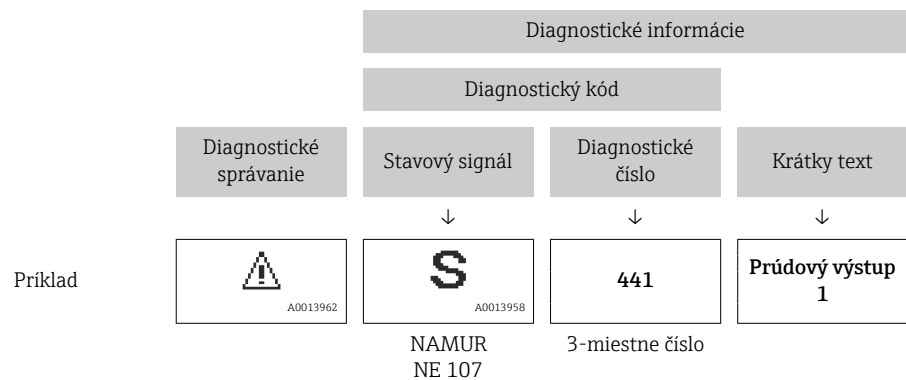 Diagnostické informácie
Diagnostický kód
Diagnostické
správanie
Stavový signál
Diagnostické
číslo
Krátky text
↓ ↓ ↓
Príklad
A0013962
S
A0013958
441
Prúdový výstup
1
NAMUR
NE 107
3-miestne číslo